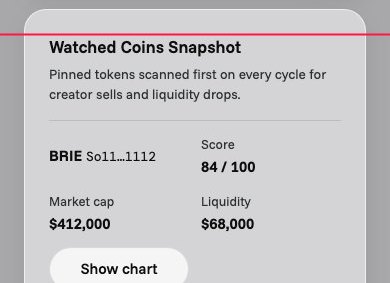 Watched Coins Snapshot
Pinned tokens scanned first on every cycle for
creator sells and liquidity drops.
BRIE So11…1112
Score
84 / 100
Market cap
$412,000
Liquidity
$68,000
Show chart